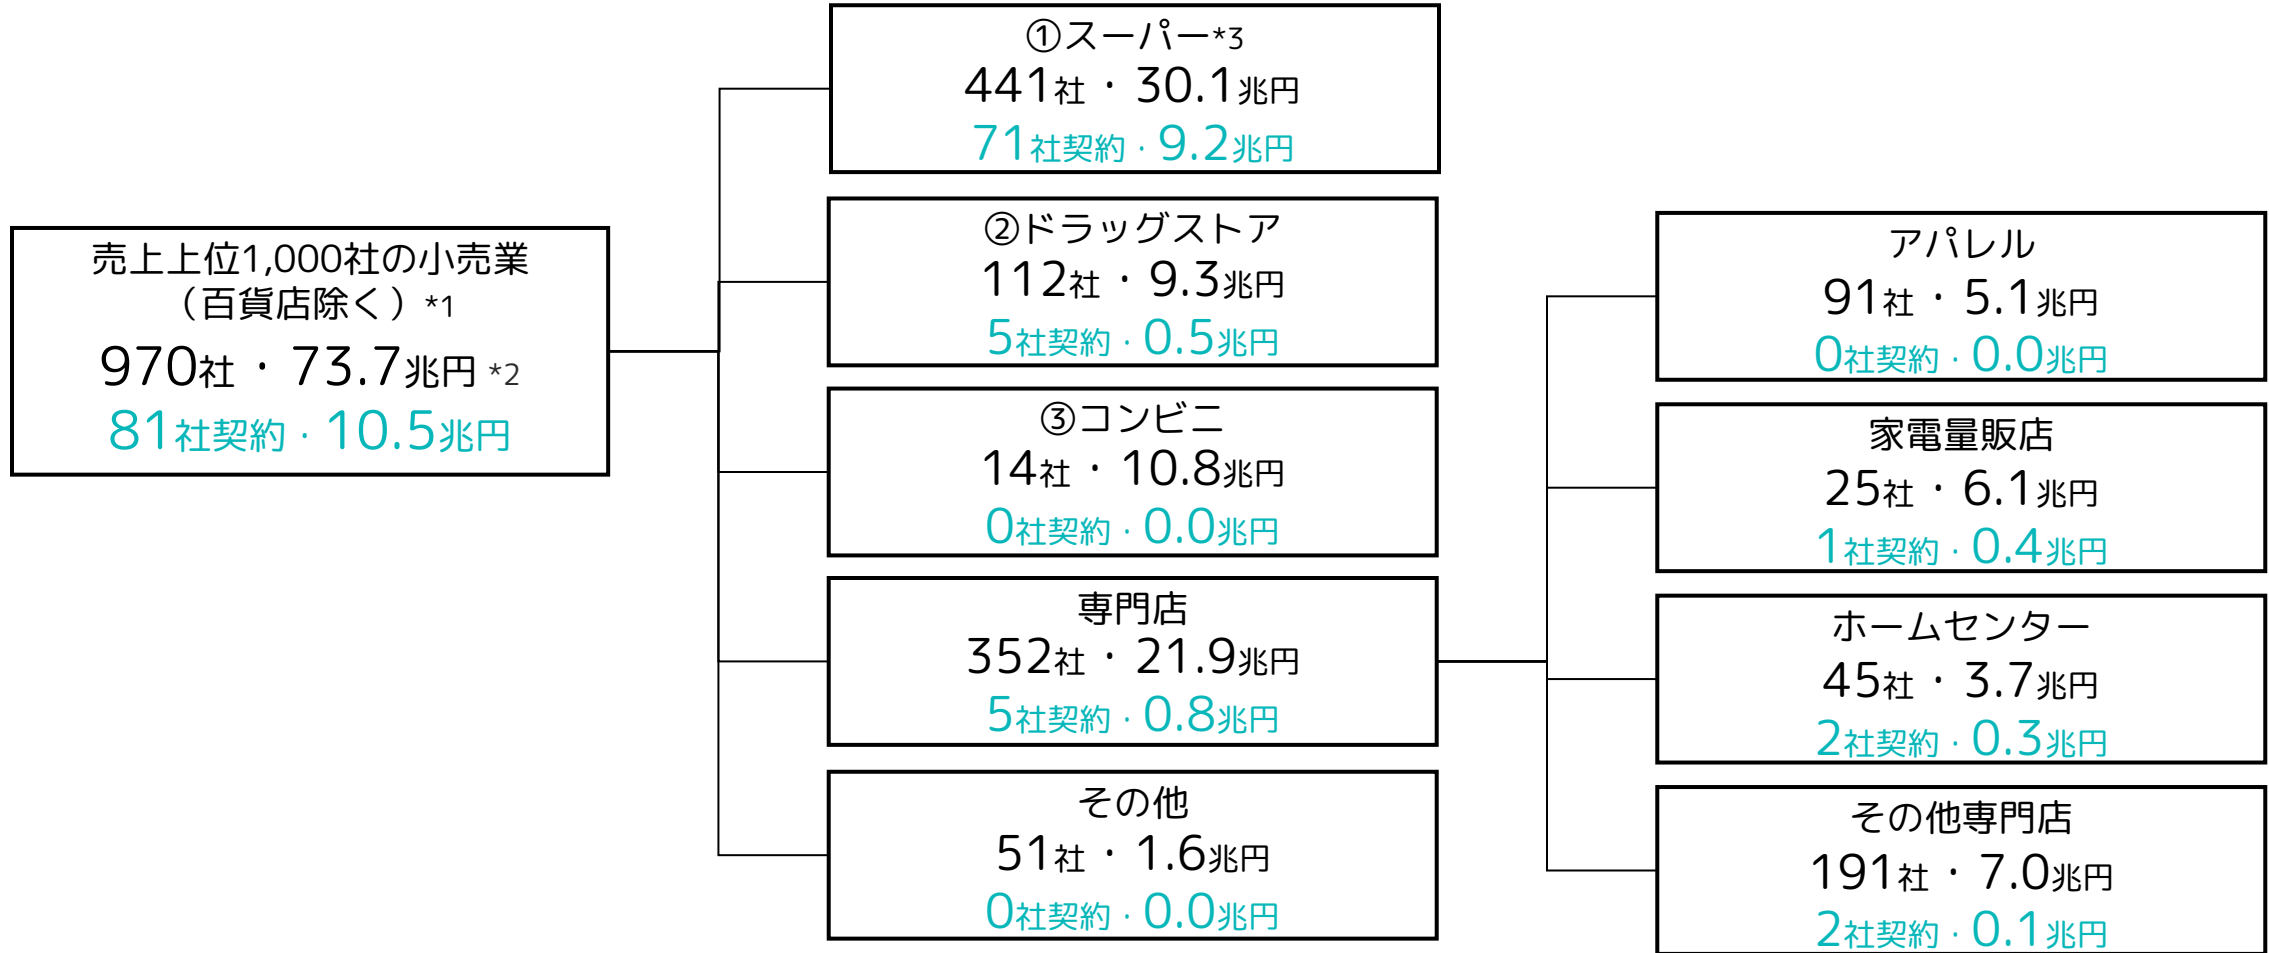 売上上位1,000社の小売業
（百貨店除く）*1
970社・73.7兆円 *2
81社契約・10.5兆円
①スーパー*3
441社・30.1兆円
71社契約・9.2兆円
②ドラッグストア
112社・9.3兆円
5社契約・0.5兆円
③コンビニ
14社・10.8兆円
0社契約・0.0兆円
専門店
352社・21.9兆円
5社契約・0.8兆円
その他
51社・1.6兆円
0社契約・0.0兆円
アパレル
91社・5.1兆円
0社契約・0.0兆円
家電量販店
25社・6.1兆円
1社契約・0.4兆円
ホームセンター
45社・3.7兆円
2社契約・0.3兆円
その他専門店
191社・7.0兆円
2社契約・0.1兆円